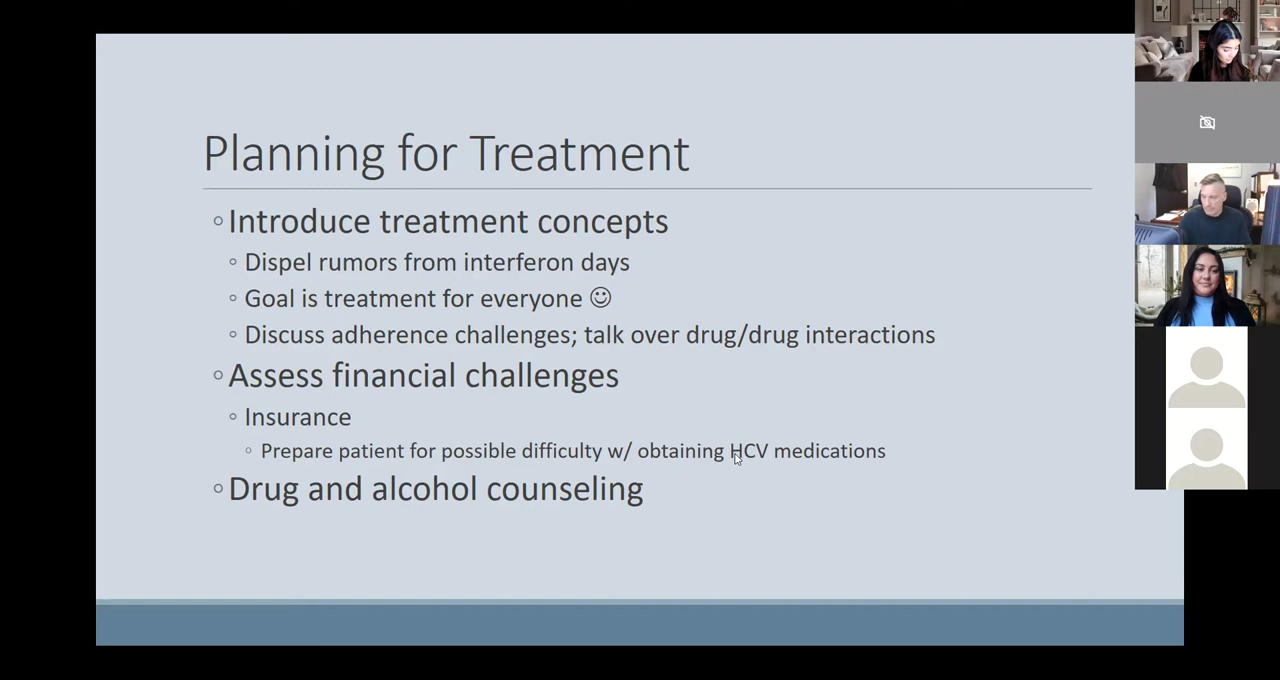 Planning for Treatment
◦Introduce treatment concepts
◦ Dispel rumors from interferon days
◦ Goal is treatment for everyone ☺
◦ Discuss adherence challenges; talk over drug/drug interactions
◦Assess financial challenges
◦ Insurance
◦ Prepare patient for possible difficulty w/ obtaining HCV medications
◦Drug and alcohol counseling